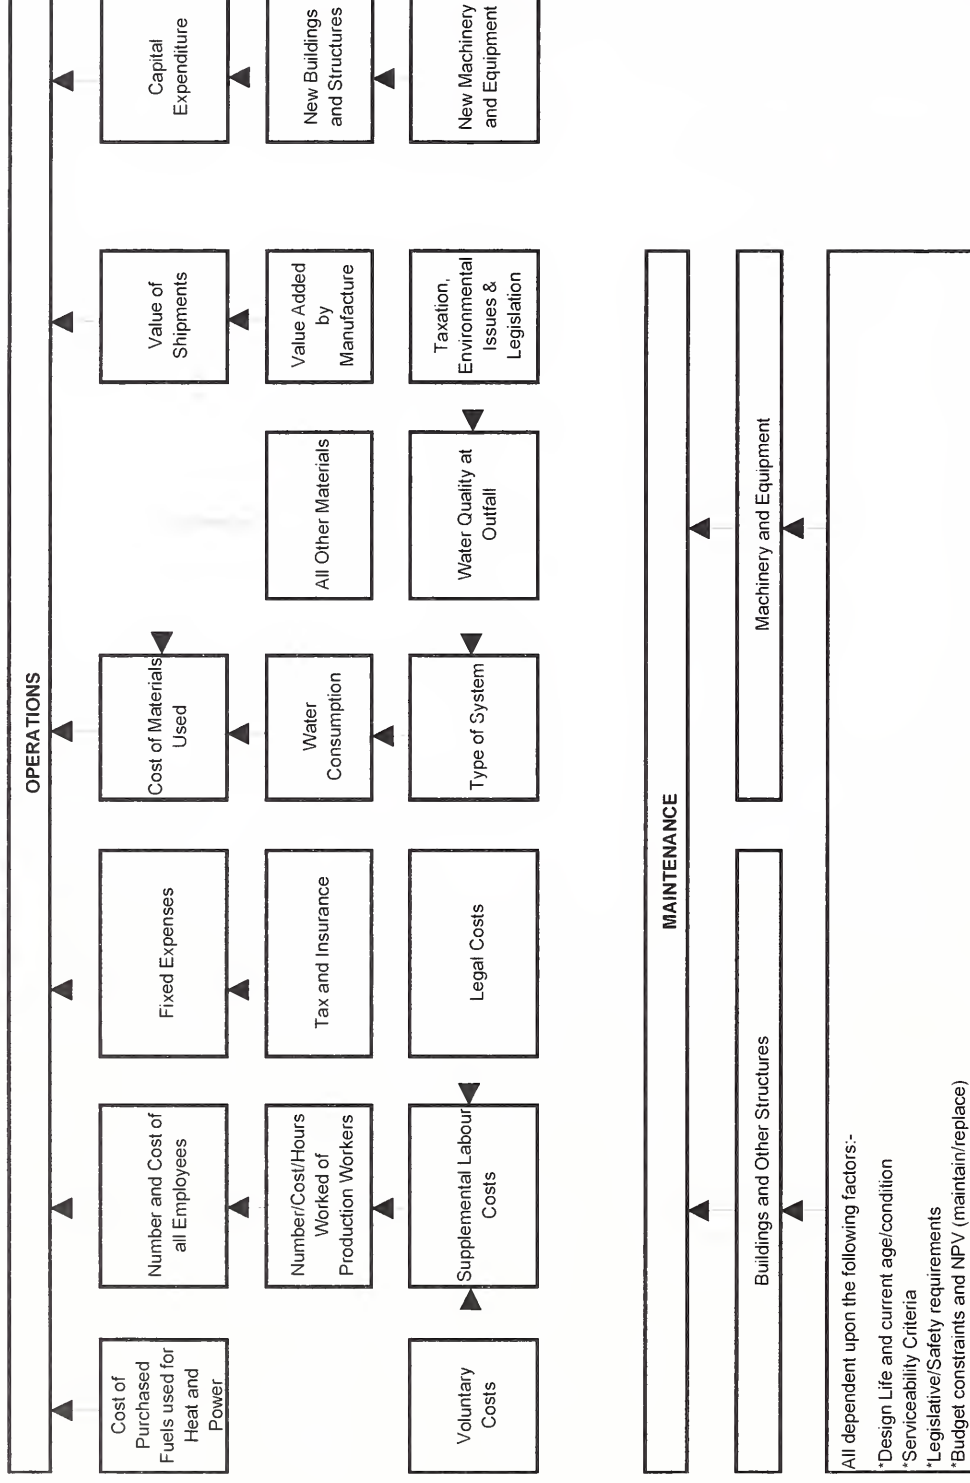 OPERATIONS
Cost of
Purchased
Fuels used for
Heat and
Power
Number and Cost of
all Employees
Fixed Expenses
Cost of Materials
Used
Value of
Shipments
Capital
Expenditure
Number/Cost/Hours
Worked of
Production Workers
Tax and Insurance
Water
Consumption
All Other Materials
Value Added
by
Manufacture
New Buildings
and Structures
Voluntary
Costs
Supplemental Labour
Costs
Legal Costs
Type of System
Water Quality at
Outfall
Taxation,
Environmental
Issues &
Legislation
New Machinery
and Equipment
MAINTENANCE
Buildings and Other Structures
Machinery and Equipment
All dependent upon the following factors:-
*Design Life and current age/condition
*Serviceability Criteria
*Legislative/Safety requirements
*Budget constraints and NPV (maintain/replace)